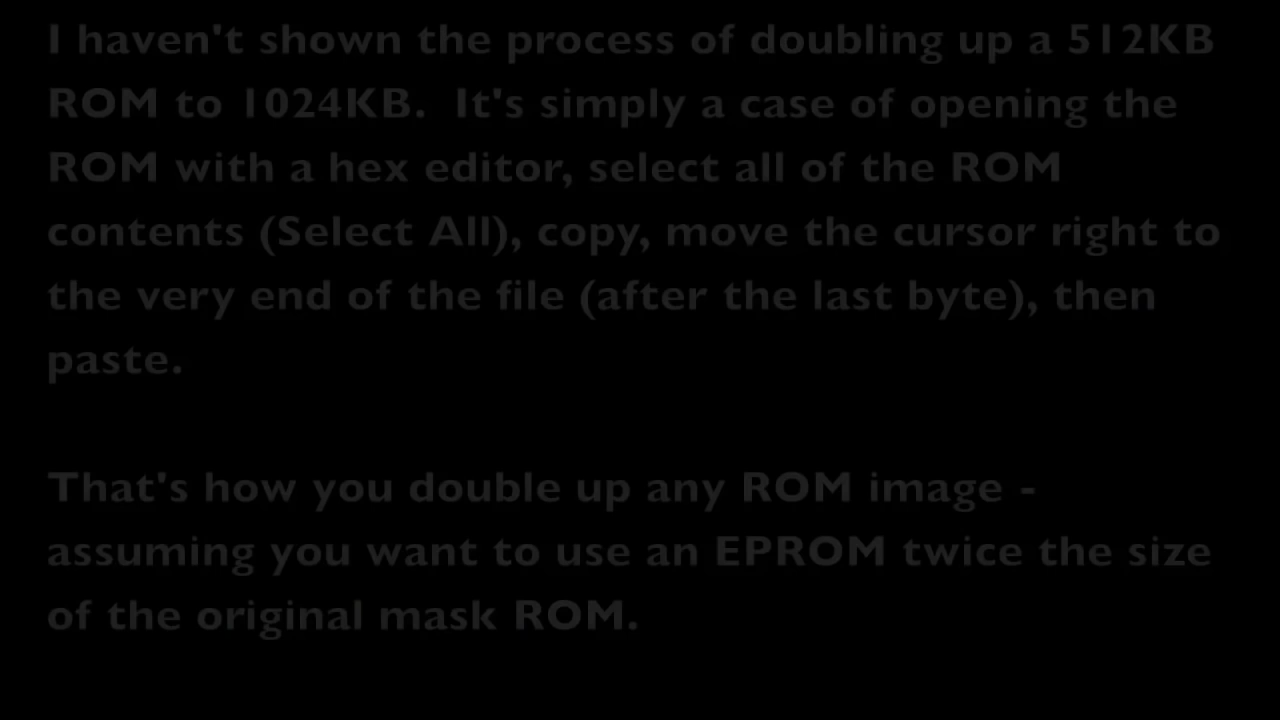 I haven't shown the process of doubling up a 512KB
ROM to 1024KB.  It's simply a case of opening the
ROM with a hex editor, select all of the ROM
contents (Select All), copy, move the cursor right to
the very end of the file (after the last byte), then
paste.
That's how you double up any ROM image -
assuming you want to use an EPROM twice the size
of the original mask ROM.